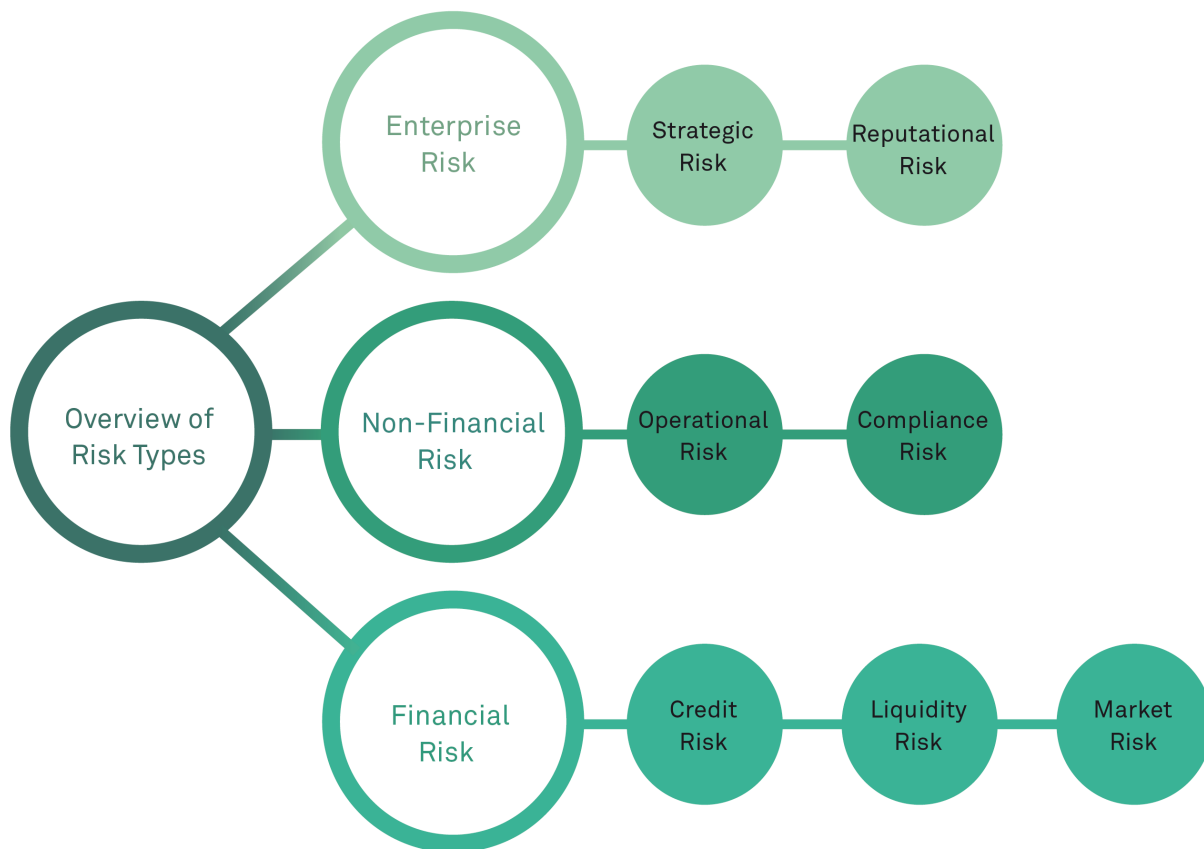 Overview of
Risk Types
Enterprise
Risk
Strategic
Risk
Reputational
Risk
Non-Financial
Risk
Operational
Risk
Compliance
Risk
Financial
Risk
Credit
Risk
Liquidity
Risk
Market
Risk